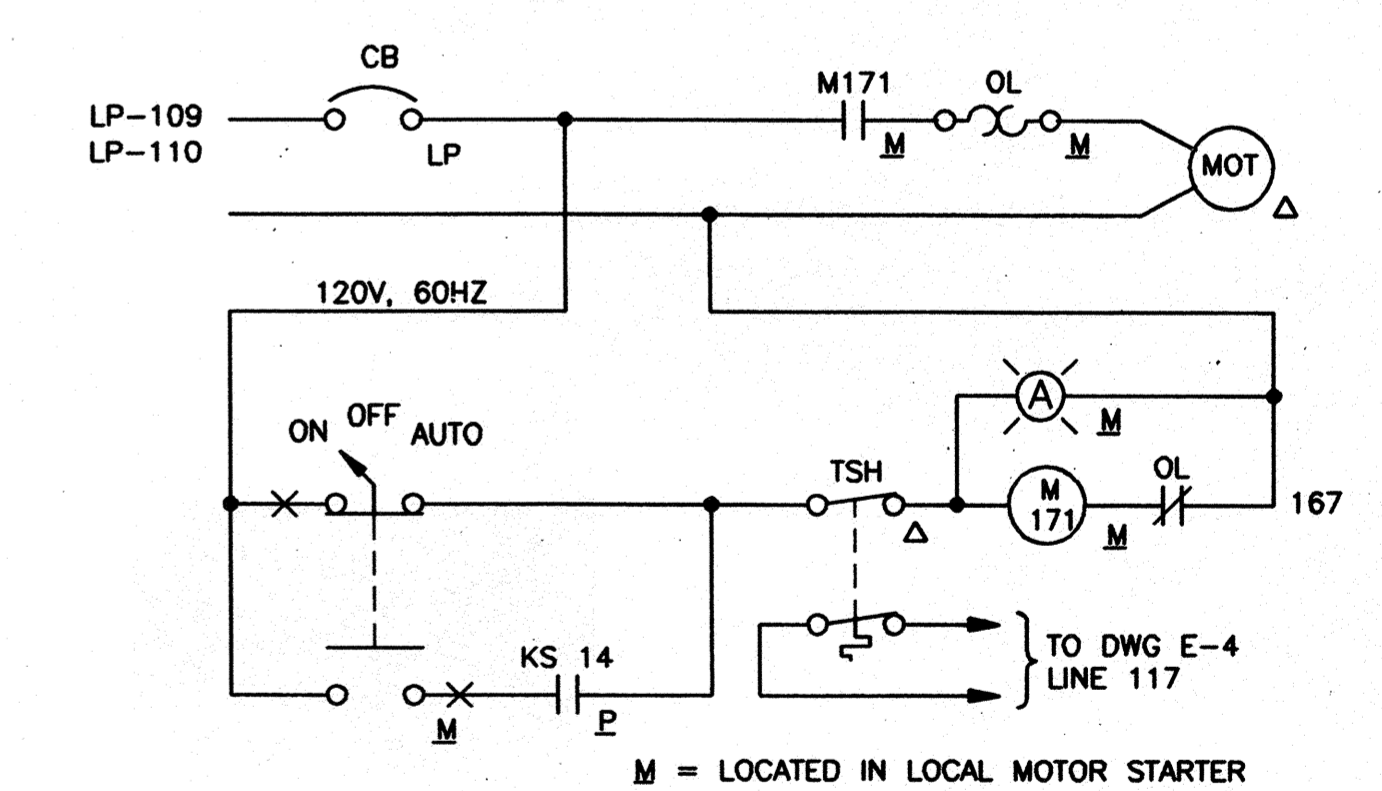 CB
M171
OL
LP-109
LP-110
LP
M
M
MOT
Δ
120V, 60HZ
ON OFF AUTO
A
M
TSH
OL
M
171
M
167
Δ
KS 14
M
P
TO DWG E-4
LINE 117
M = LOCATED IN LOCAL MOTOR STARTER